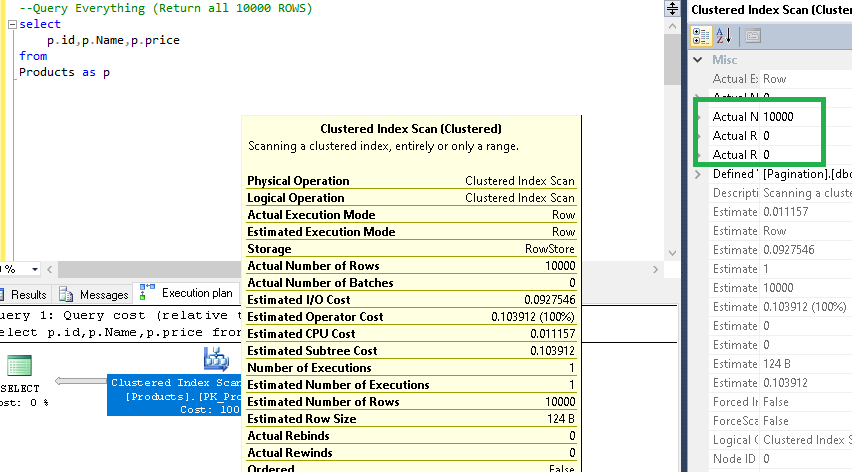 --Query Everything (Return all 10000 ROWS)
select
p.id,p.Name,p.price
from
Products as p
0 %
Results
Messages
Execution plan
uery 1: Query cost (relative t
elect p.id,p.Name,p.price from
SELECT
ost: 0 %
Clustered Index Sca
[Products].[PK_Pro
Cost: 100
Clustered Index Scan (Clustered)
Scanning a clustered index, entirely or only a range.
Physical Operation Clustered Index Scan
Logical Operation Clustered Index Scan
Actual Execution Mode Row
Estimated Execution Mode Row
Storage RowStore
Actual Number of Rows 10000
Actual Number of Batches 0
Estimated I/O Cost 0.0927546
Estimated Operator Cost 0.103912 (100%)
Estimated CPU Cost 0.011157
Estimated Subtree Cost 0.103912
Number of Executions 1
Estimated Number of Executions 1
Estimated Number of Rows 10000
Estimated Row Size 124 B
Actual Rebinds 0
Actual Rewinds 0
Ordered False
Clustered Index Scan (Cluster
Misc
Actual E Row
Actual N 0
Actual N 10000
Actual R 0
Actual R 0
Defined [Pagination].[dbo
Descripti Scanning a cluste
Estimate 0.011157
Estimate Row
Estimate 0.0927546
Estimate 1
Estimate 10000
Estimate 0.103912 (100%)
Estimate 0
Estimate 0
Estimate 124 B
Estimate 0.103912
Forced In False
ForceSca False
Logical O Clustered Index S
Node ID 0